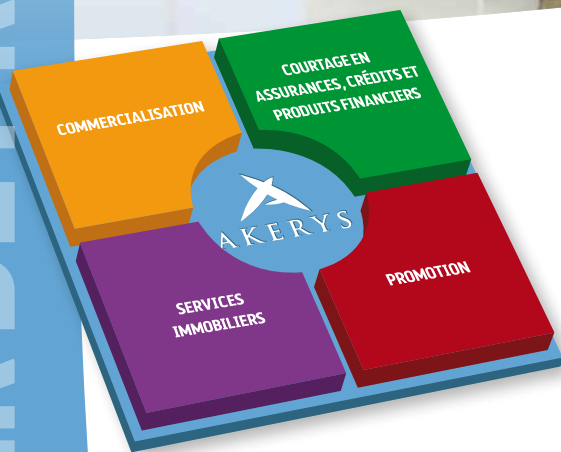 COMMERCIALISATION
COURTAGE EN
ASSURANCES, CRÉDITS ET
PRODUITS FINANCIERS
AKERYS
SERVICES
IMMOBILIERS
PROMOTION